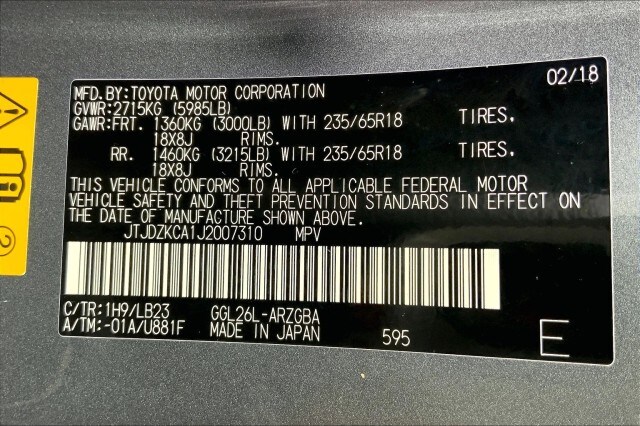 02/18
MFD.BY:TOYOTA MOTOR CORPORATION
GVWR:2715KG (5985LB)
GAWR:FRT. 1360KG (3000LB) WITH 235/65R18 TIRES.
18X8J RIMS.
RR. 1460KG (3215LB) WITH 235/65R18 TIRES.
18X8J RIMS.
THIS VEHICLE CONFORMS TO ALL APPLICABLE FEDERAL MOTOR
VEHICLE SAFETY AND THEFT PREVENTION STANDARDS IN EFFECT ON
THE DATE OF MANUFACTURE SHOWN ABOVE.
JTJDZKCA1J2007310 MPV
C/TR:1H9/LB23 GGL26L-ARZGBA
A/TM:-01A/U881F MADE IN JAPAN 595
E
2